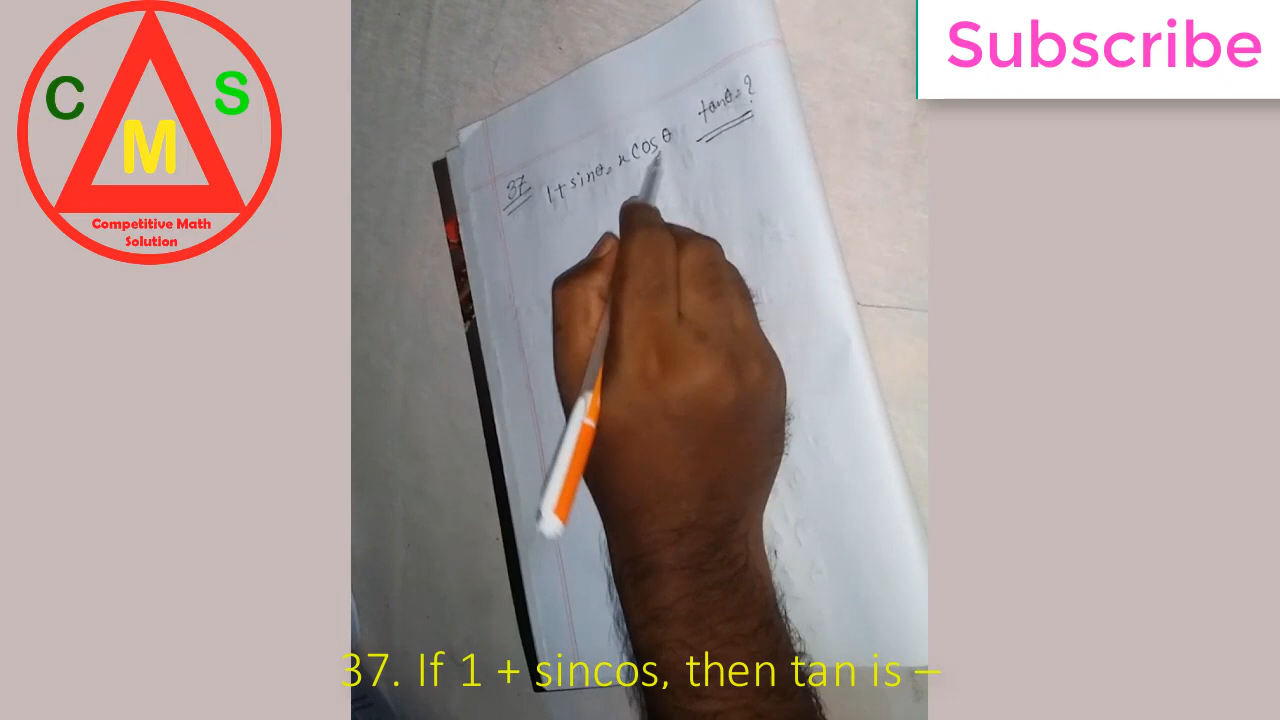 C S
M
Competitive Math
Solution
Subscribe
37 1+sinθ= x cosθ tanθ=?
37. If 1 + sincos, then tan is –